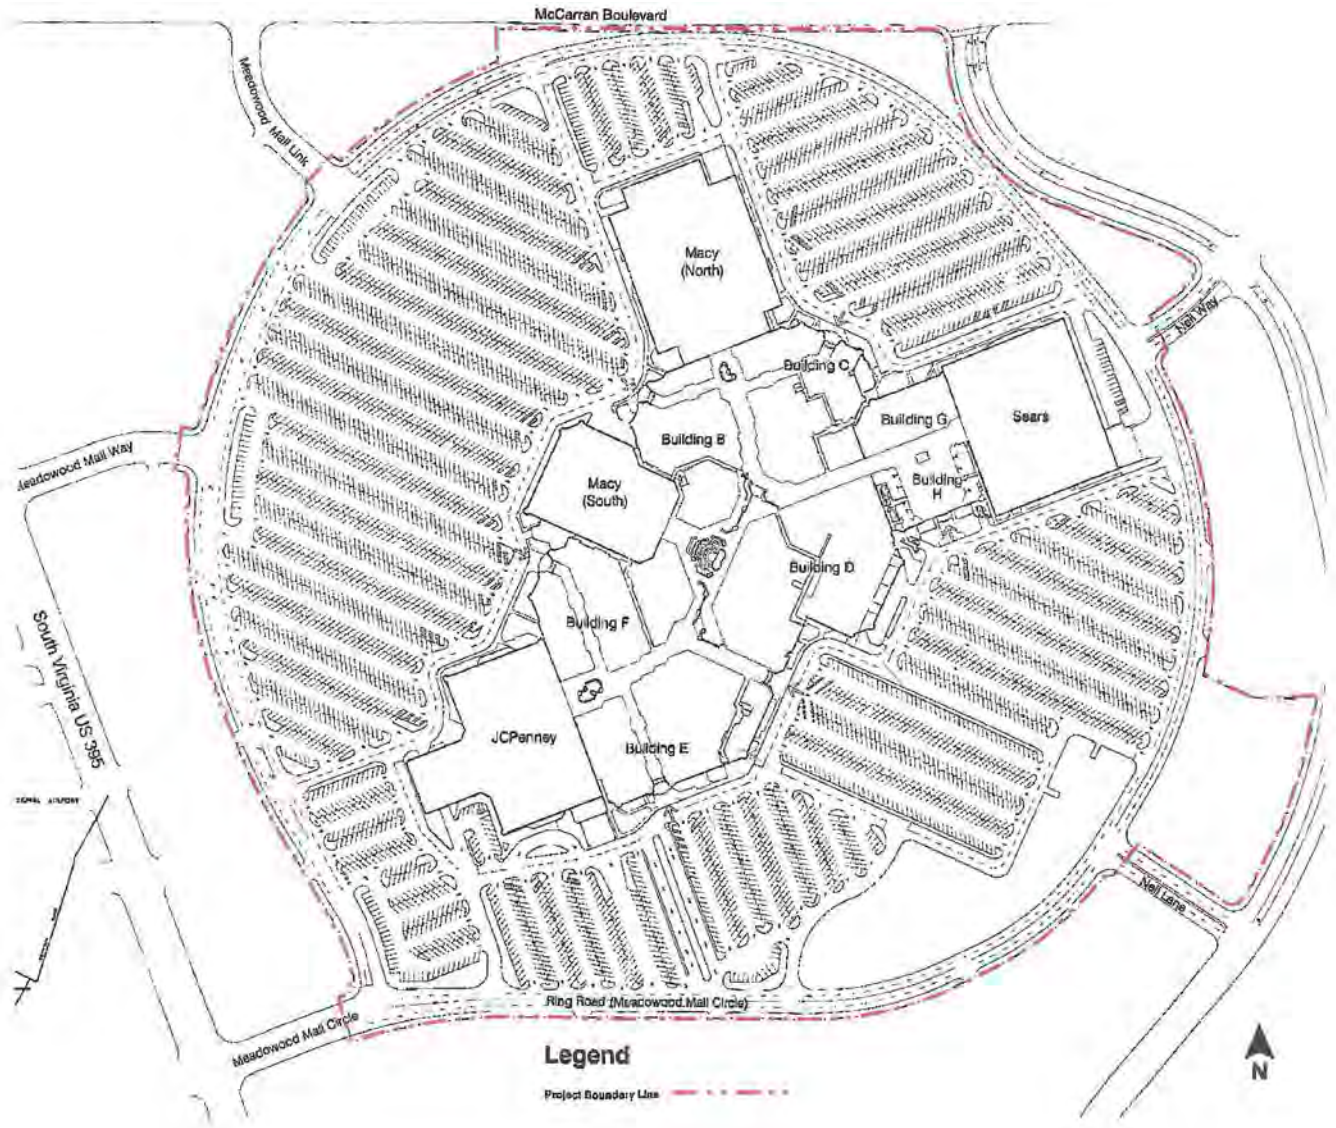 McCarran Boulevard
Meadowood Mall Link
Macy
(North)
Neil Way
Building C
Building G
Sears
Building B
Meadowood Mall Way
Macy
(South)
Building
H
Building D
Building F
South Virginia US 395
JCPenney
Building E
Neil Lane
Ring Road (Meadowood Mall Circle)
Meadowood Mall Circle
Legend
N
Project Boundary Line